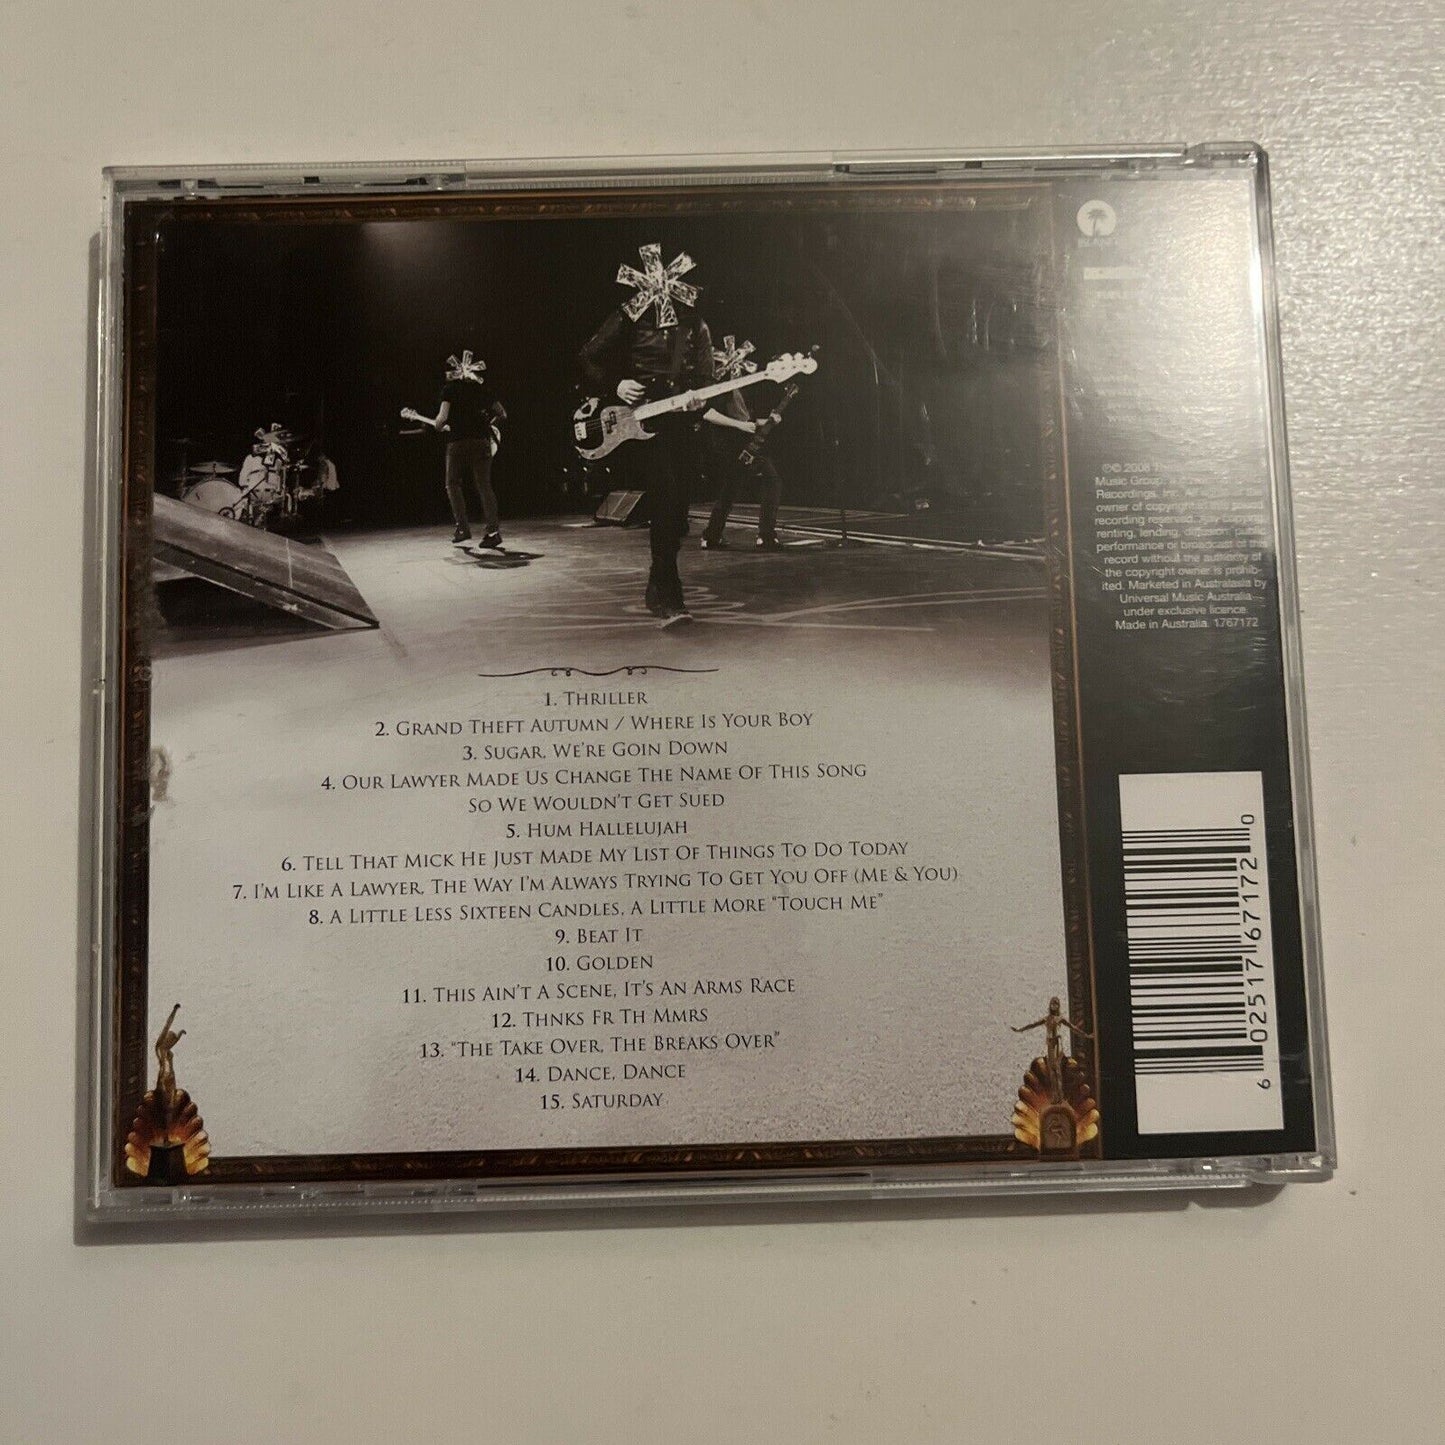 ISLAND
1. THRILLER
2. GRAND THEFT AUTUMN / WHERE IS YOUR BOY
3. SUGAR, WE'RE GOIN DOWN
4. OUR LAWYER MADE US CHANGE THE NAME OF THIS SONG
SO WE WOULDN'T GET SUED
5. HUM HALLELUJAH
6. TELL THAT MICK HE JUST MADE MY LIST OF THINGS TO DO TODAY
7. I'M LIKE A LAWYER, THE WAY I'M ALWAYS TRYING TO GET YOU OFF (ME & YOU)
8. A LITTLE LESS SIXTEEN CANDLES, A LITTLE MORE "TOUCH ME"
9. BEAT IT
10. GOLDEN
11. THIS AIN'T A SCENE, IT'S AN ARMS RACE
12. THNKS FR TH MMRS
13. "THE TAKE OVER, THE BREAKS OVER"
14. DANCE, DANCE
15. SATURDAY
℗© 2008 The
Music Group, a
Recordings, Inc. All
owner of copyright
recording reserved.
renting, lending, diffusion, public
performance or broadcast of this
record without the authority of
the copyright owner is prohib-
ited. Marketed in Australasia by
Universal Music Australia
under exclusive licence.
Made in Australia. 1767172
6 02517 67172 0